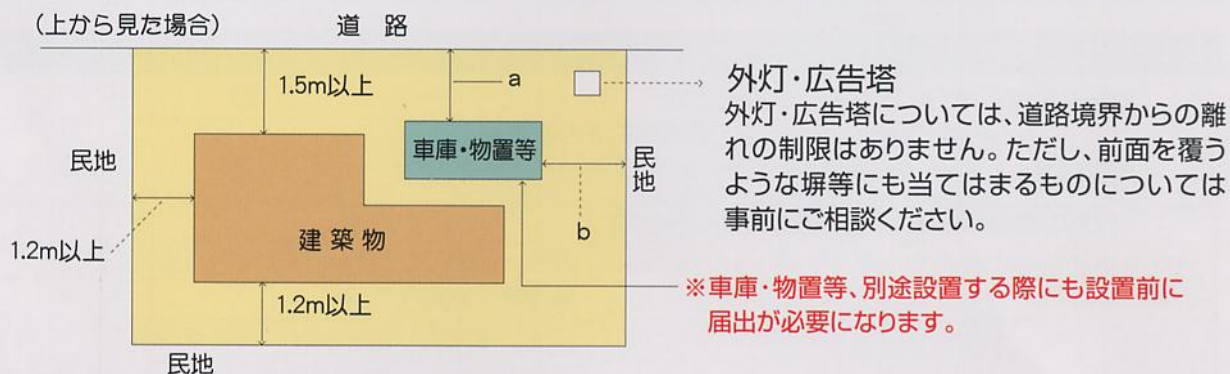 (上から見た場合)
道 路
1.5m以上
a
外灯・広告塔
外灯・広告塔については、道路境界からの離
れの制限はありません。ただし、前面を覆う
ような塀等にも当てはまるものについては
事前にご相談ください。
民地
車庫・物置等
民地
1.2m以上
建築物
b
1.2m以上
※車庫・物置等、別途設置する際にも設置前に
届出が必要になります。
民地